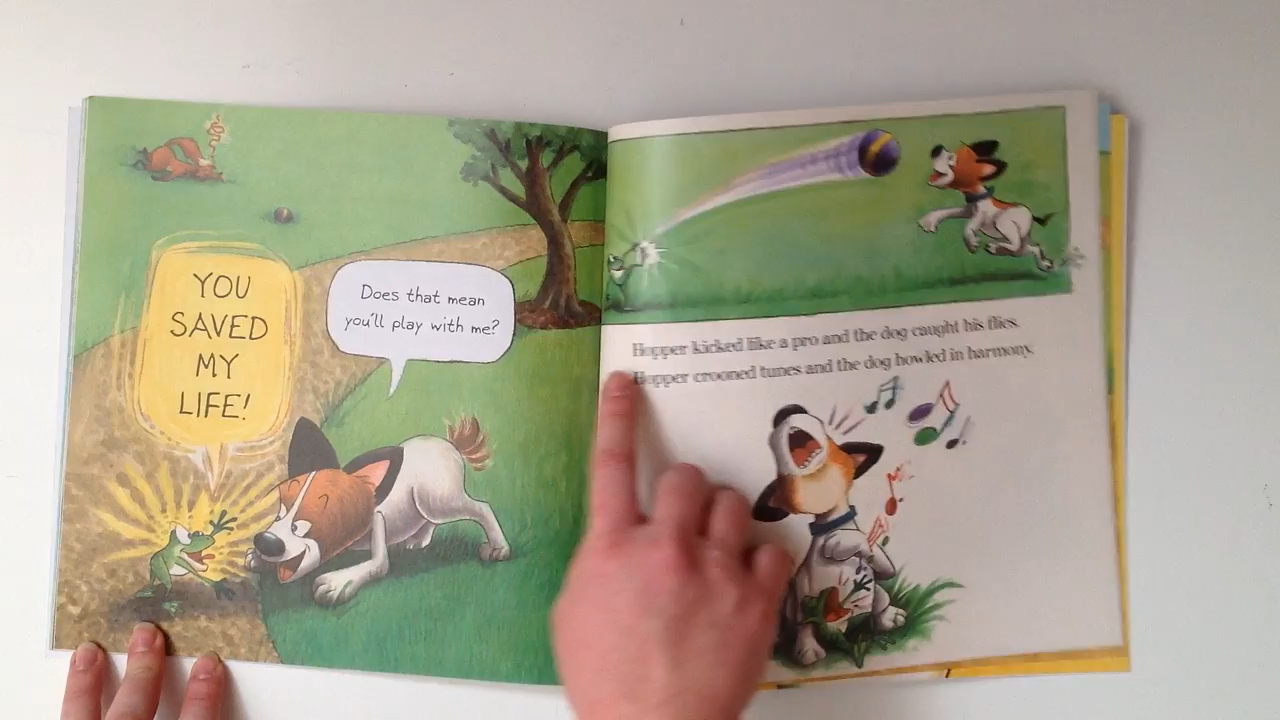 YOU
SAVED
MY
LIFE!
Does that mean
you'll play with me?
Hopper kicked like a pro and the dog caught his flies.
Hopper crooned tunes and the dog howled in harmony.